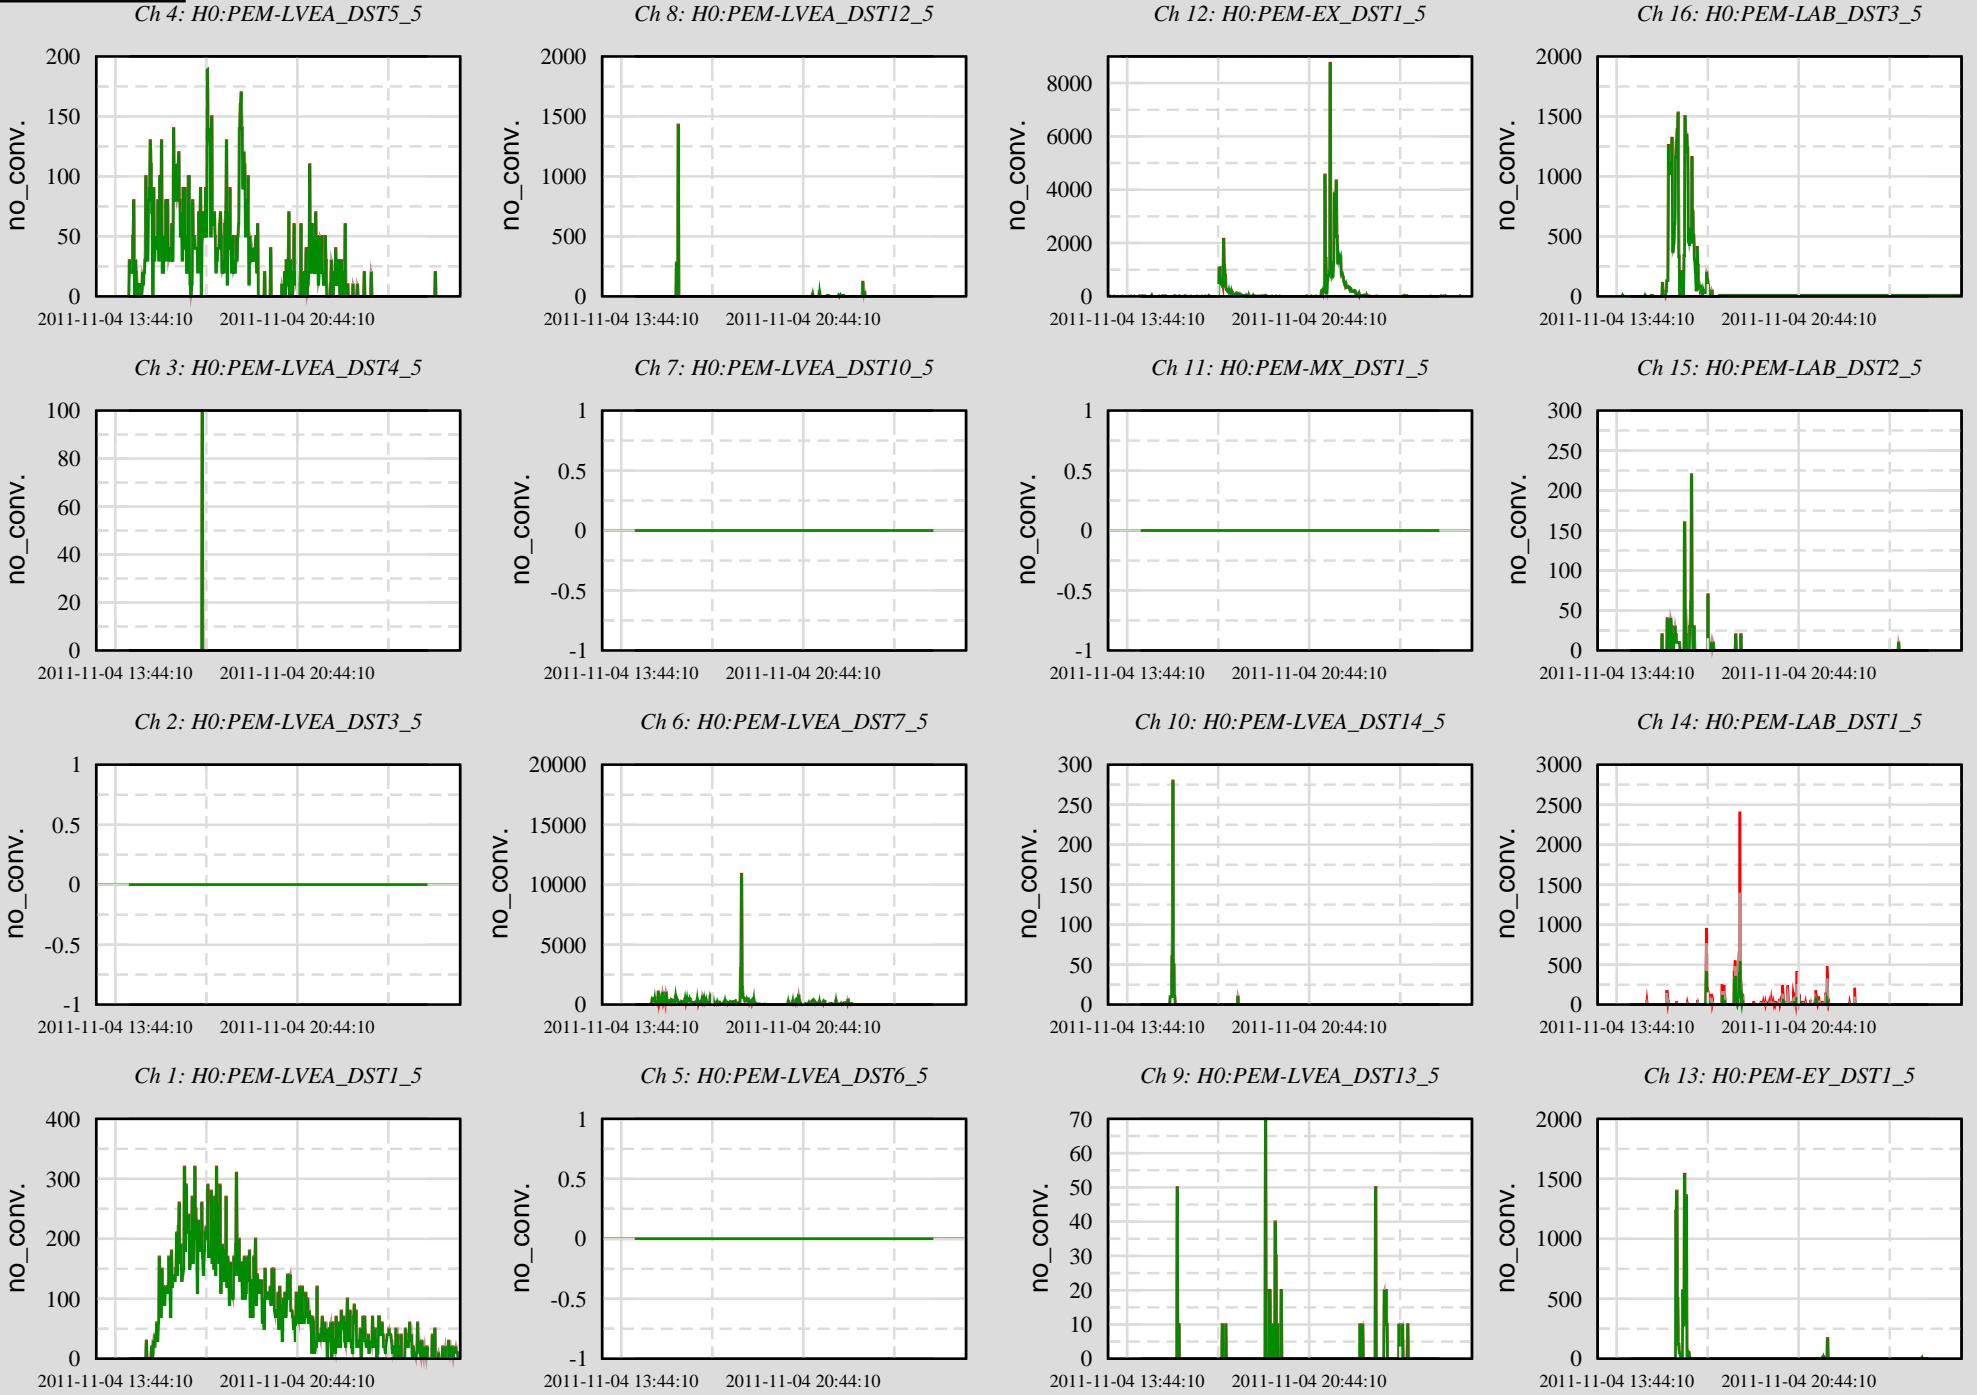 Ch 4: H0:PEM-LVEA_DST5_5
200
150
100
50
0
no_conv.
2011-11-04 13:44:10 2011-11-04 20:44:10
Ch 8: H0:PEM-LVEA_DST12_5
2000
1500
1000
500
0
no_conv.
2011-11-04 13:44:10 2011-11-04 20:44:10
Ch 12: H0:PEM-EX_DST1_5
8000
6000
4000
2000
0
no_conv.
2011-11-04 13:44:10 2011-11-04 20:44:10
Ch 16: H0:PEM-LAB_DST3_5
2000
1500
1000
500
0
no_conv.
2011-11-04 13:44:10 2011-11-04 20:44:10
Ch 3: H0:PEM-LVEA_DST4_5
100
80
60
40
20
0
no_conv.
2011-11-04 13:44:10 2011-11-04 20:44:10
Ch 7: H0:PEM-LVEA_DST10_5
1
0.5
0
-0.5
-1
no_conv.
2011-11-04 13:44:10 2011-11-04 20:44:10
Ch 11: H0:PEM-MX_DST1_5
1
0.5
0
-0.5
-1
no_conv.
2011-11-04 13:44:10 2011-11-04 20:44:10
Ch 15: H0:PEM-LAB_DST2_5
300
250
200
150
100
50
0
no_conv.
2011-11-04 13:44:10 2011-11-04 20:44:10
Ch 2: H0:PEM-LVEA_DST3_5
1
0.5
0
-0.5
-1
no_conv.
2011-11-04 13:44:10 2011-11-04 20:44:10
Ch 6: H0:PEM-LVEA_DST7_5
20000
15000
10000
5000
0
no_conv.
2011-11-04 13:44:10 2011-11-04 20:44:10
Ch 10: H0:PEM-LVEA_DST14_5
300
250
200
150
100
50
0
no_conv.
2011-11-04 13:44:10 2011-11-04 20:44:10
Ch 14: H0:PEM-LAB_DST1_5
3000
2500
2000
1500
1000
500
0
no_conv.
2011-11-04 13:44:10 2011-11-04 20:44:10
Ch 1: H0:PEM-LVEA_DST1_5
400
300
200
100
0
no_conv.
2011-11-04 13:44:10 2011-11-04 20:44:10
Ch 5: H0:PEM-LVEA_DST6_5
1
0.5
0
-0.5
-1
no_conv.
2011-11-04 13:44:10 2011-11-04 20:44:10
Ch 9: H0:PEM-LVEA_DST13_5
70
60
50
40
30
20
10
0
no_conv.
2011-11-04 13:44:10 2011-11-04 20:44:10
Ch 13: H0:PEM-EY_DST1_5
2000
1500
1000
500
0
no_conv.
2011-11-04 13:44:10 2011-11-04 20:44:10